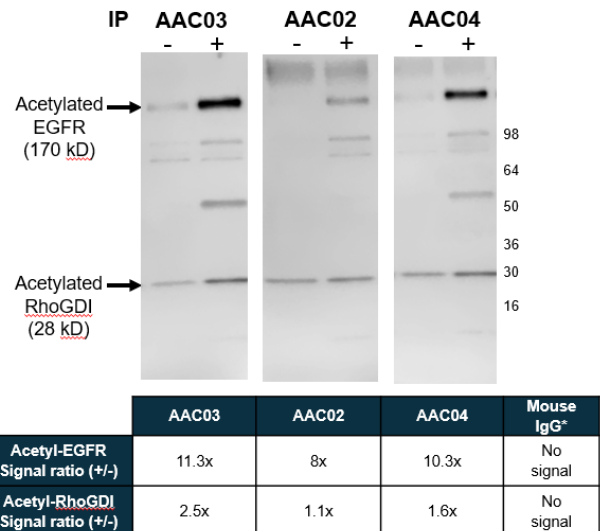 IP AAC03 AAC02 AAC04
- + - + - +
Acetylated
EGFR
(170 kD)
98
64
50
36
30
16
Acetylated
RhoGDI
(28 kD)
AAC03 AAC02 AAC04 Mouse
IgG*
Acetyl-EGFR
Signal ratio (+/-)
11.3x 8x 10.3x No
signal
Acetyl-RhoGDI
Signal ratio (+/-)
2.5x 1.1x 1.6x No
signal